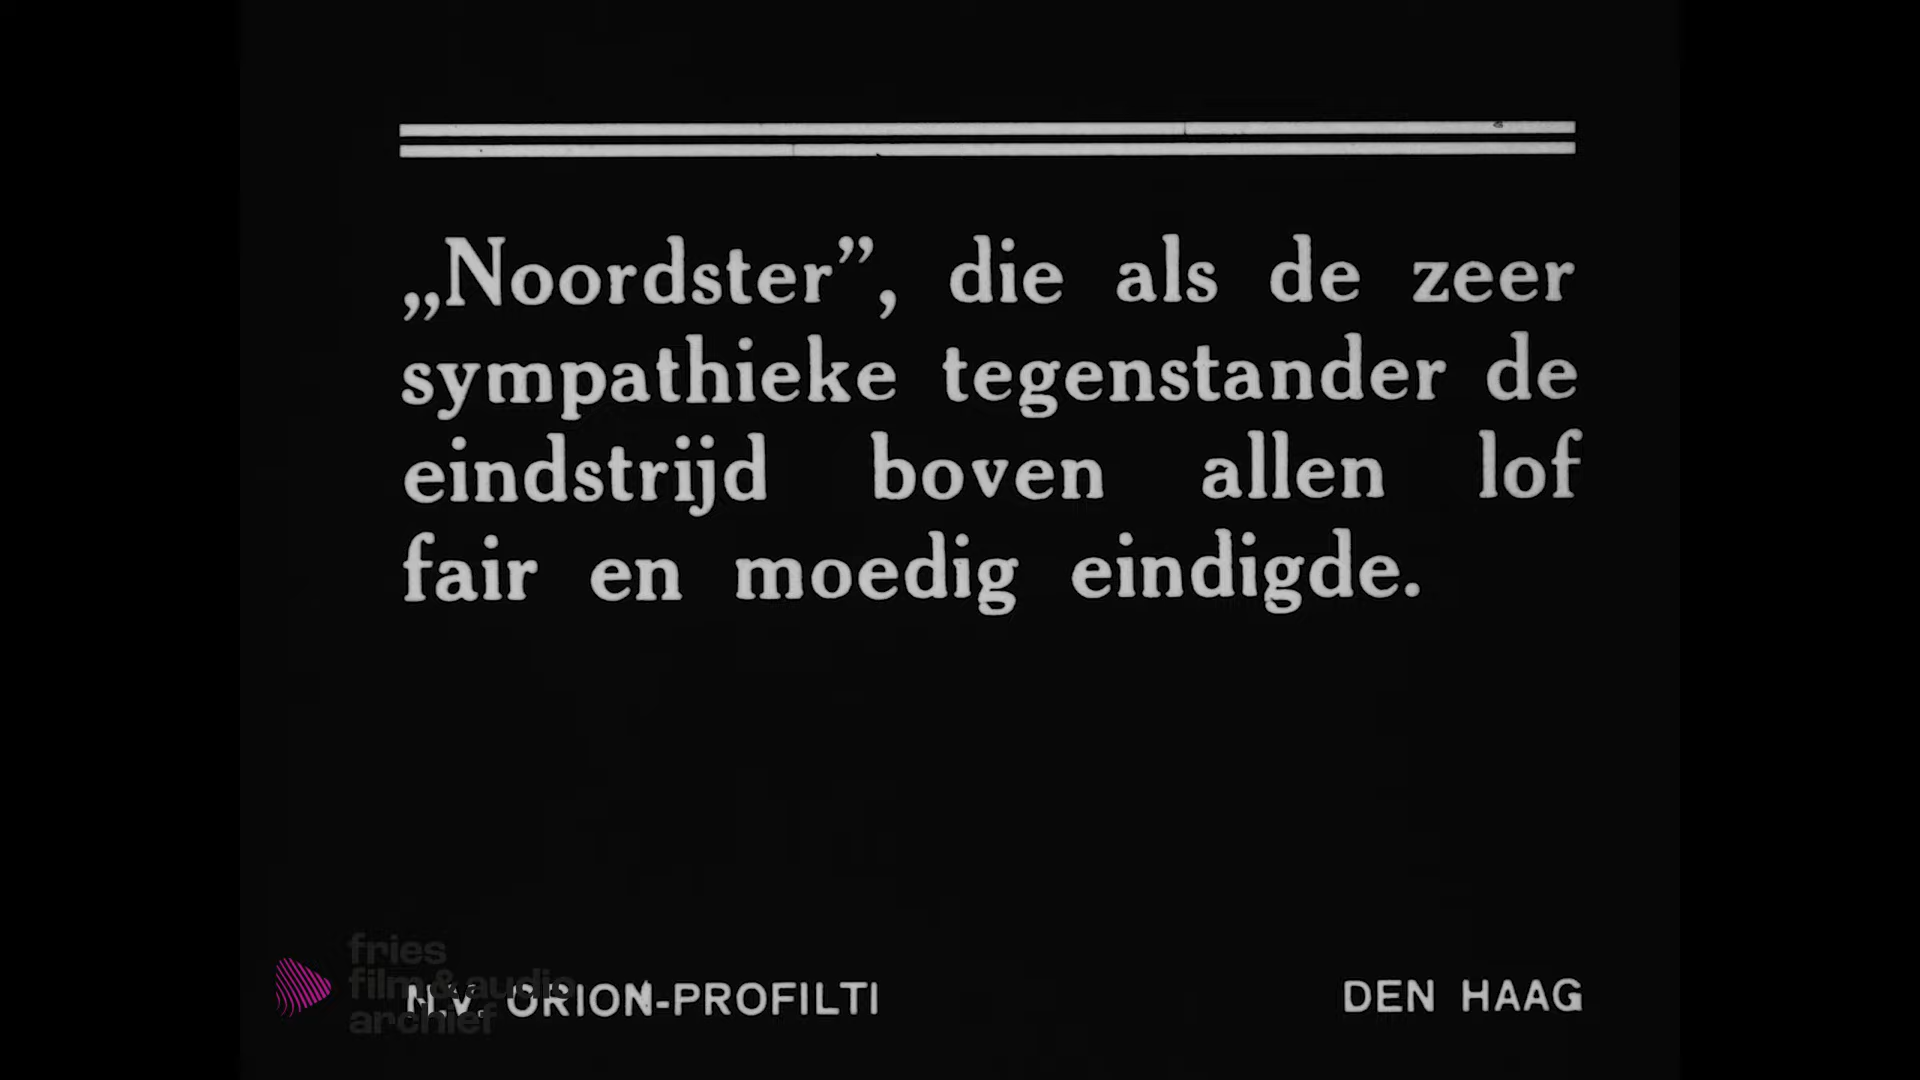 „Noordster”, die als de zeer
sympathieke tegenstander de
eindstrijd boven allen lof
fair en moedig eindigde.
fries
film & audio
archief
N.V. ORION-PROFILTI
DEN HAAG